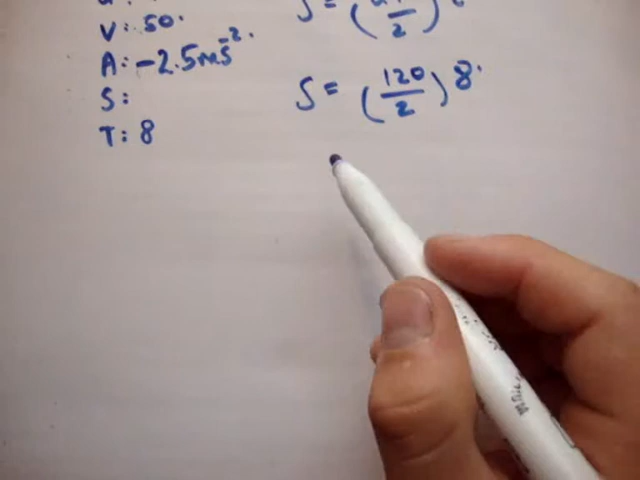 V: 50.
A: -2.5ms⁻².
S:
T: 8
S = (120/2) 8.